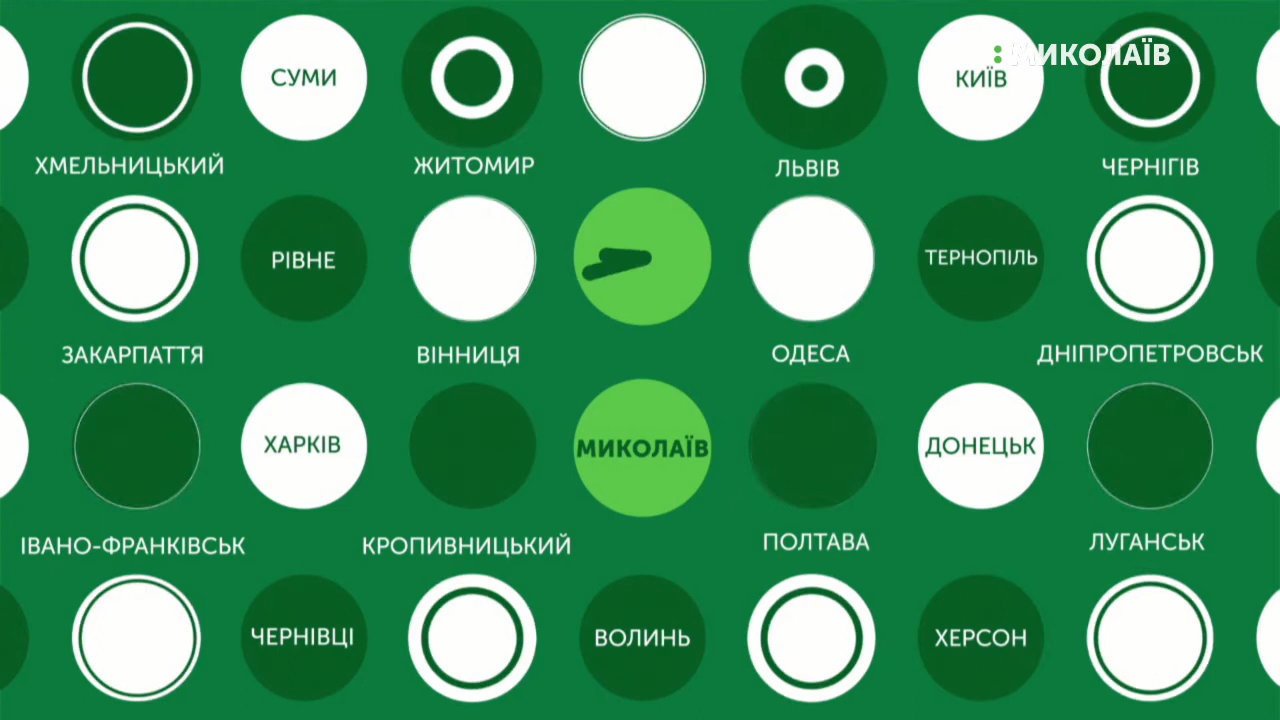 :МИКОЛАЇВ
СУМИ
КИЇВ
ХМЕЛЬНИЦЬКИЙ
ЖИТОМИР
ЛЬВІВ
ЧЕРНІГІВ
РІВНЕ
ТЕРНОПІЛЬ
ЗАКАРПАТТЯ
ВІННИЦЯ
ОДЕСА
ДНІПРОПЕТРОВСЬК
ХАРКІВ
МИКОЛАЇВ
ДОНЕЦЬК
ІВАНО-ФРАНКІВСЬК
КРОПИВНИЦЬКИЙ
ПОЛТАВА
ЛУГАНСЬК
ЧЕРНІВЦІ
ВОЛИНЬ
ХЕРСОН